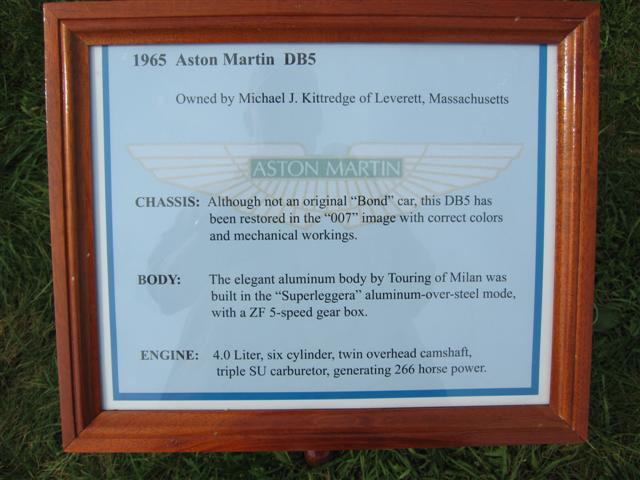 1965 Aston Martin DB5
Owned by Michael J. Kittredge of Leverett, Massachusetts
ASTON MARTIN
CHASSIS: Although not an original “Bond” car, this DB5 has
been restored in the “007” image with correct colors
and mechanical workings.
BODY: The elegant aluminum body by Touring of Milan was
built in the “Superleggera” aluminum-over-steel mode,
with a ZF 5-speed gear box.
ENGINE: 4.0 Liter, six cylinder, twin overhead camshaft,
triple SU carburetor, generating 266 horse power.